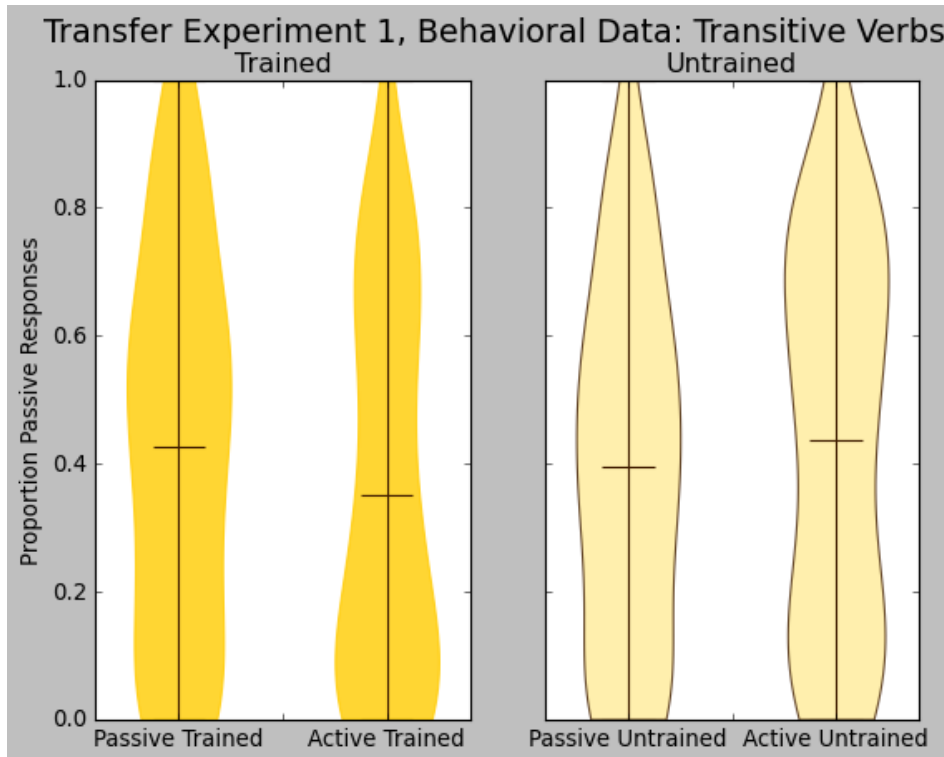 Transfer Experiment 1, Behavioral Data: Transitive Verbs
Trained
Untrained
Proportion Passive Responses
1.0
0.8
0.6
0.4
0.2
0.0
Passive Trained
Active Trained
Passive Untrained
Active Untrained